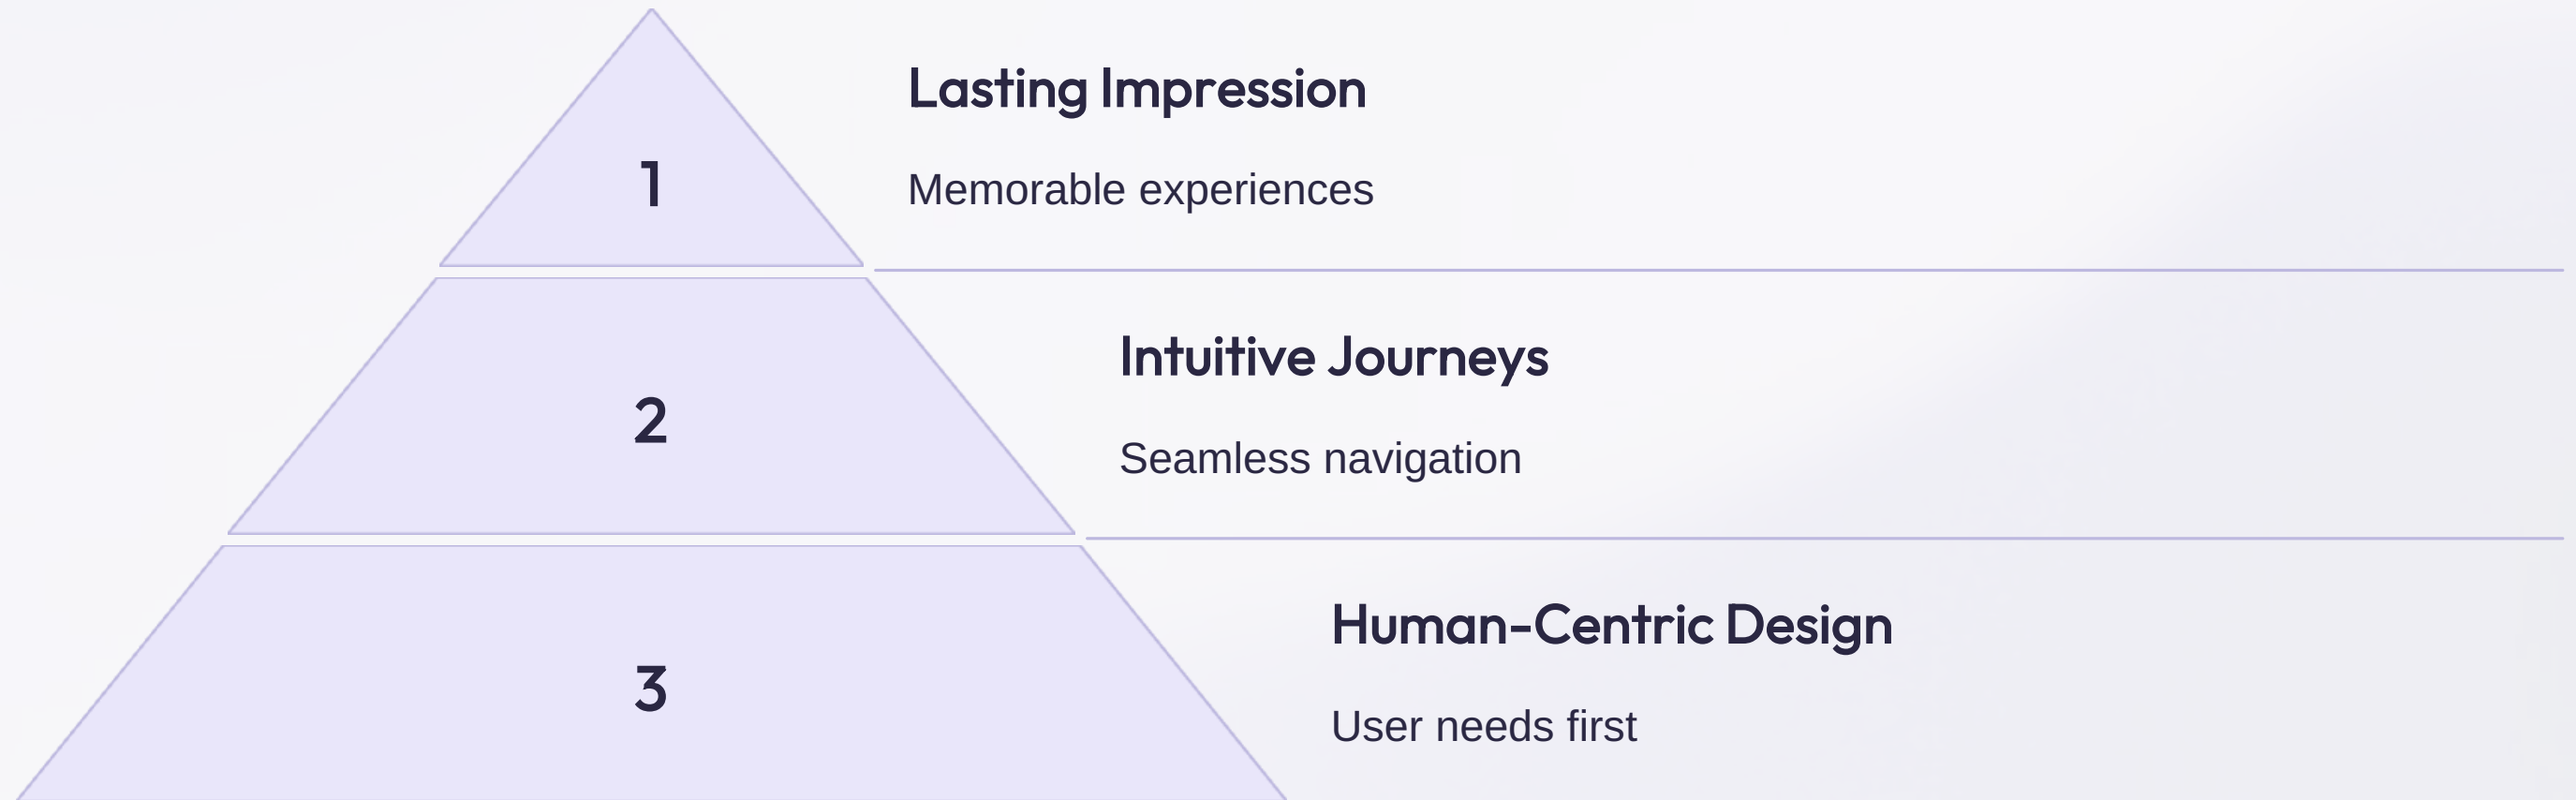 1
Lasting Impression
Memorable experiences
2
Intuitive Journeys
Seamless navigation
3
Human-Centric Design
User needs first